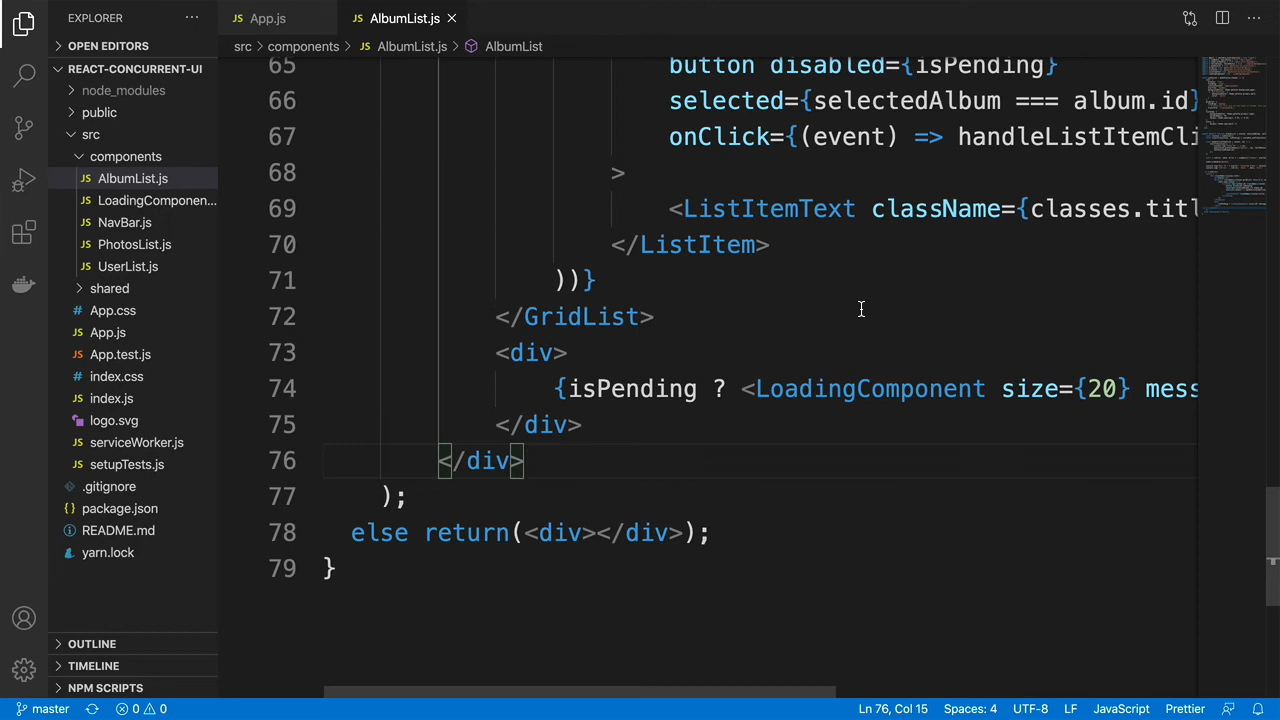 EXPLORER
OPEN EDITORS
REACT-CONCURRENT-UI
node_modules
public
src
components
AlbumList.js
LoadingComponen...
NavBar.js
PhotosList.js
UserList.js
shared
App.css
App.js
App.test.js
index.css
index.js
logo.svg
serviceWorker.js
setupTests.js
.gitignore
package.json
README.md
yarn.lock
OUTLINE
TIMELINE
NPM SCRIPTS
JS App.js JS AlbumList.js
src > components > JS AlbumList.js > AlbumList
65 button disabled={isPending}
66 selected={selectedAlbum === album.id}
67 onClick={(event) => handleListItemCli
68 >
69 <ListItemText className={classes.titl
70 </ListItem>
71 ))}
72 </GridList>
73 <div>
74 {isPending ? <LoadingComponent size={20} mess
75 </div>
76 </div>
77 );
78 else return(<div></div>);
79 }
master 0 0 Ln 76, Col 15 Spaces: 4 UTF-8 LF JavaScript Prettier